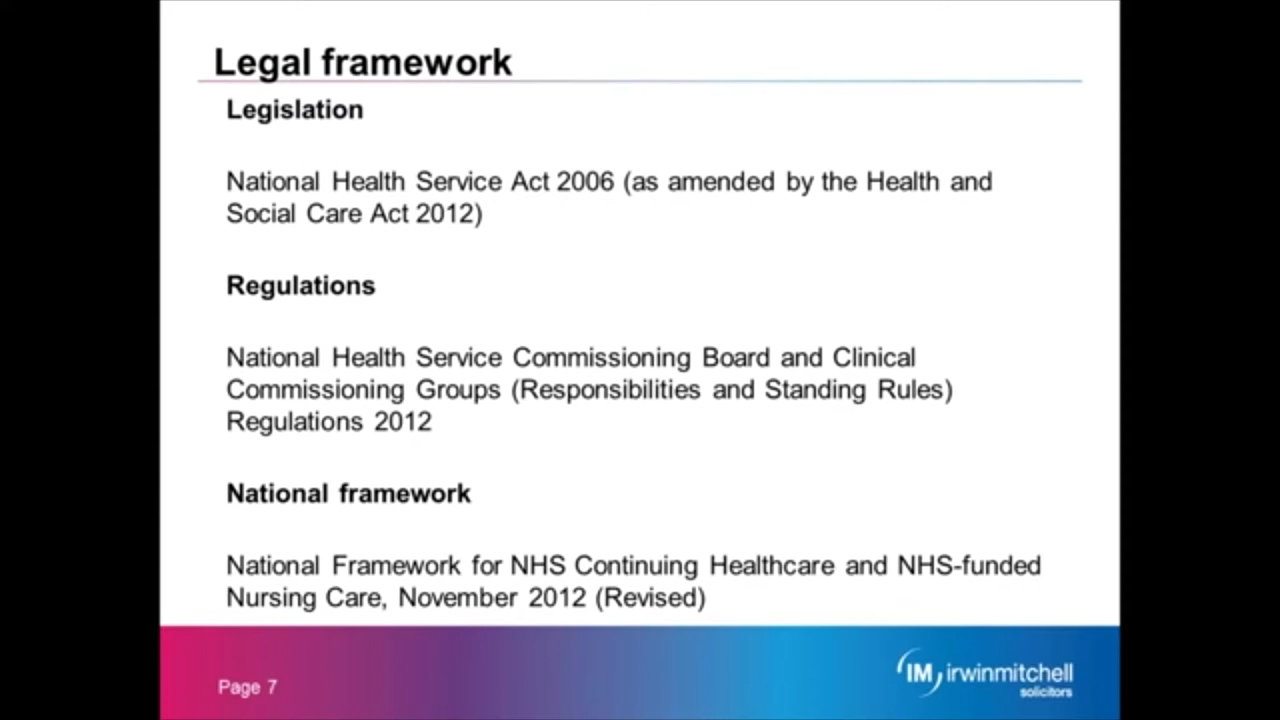 Legal framework
Legislation
National Health Service Act 2006 (as amended by the Health and
Social Care Act 2012)
Regulations
National Health Service Commissioning Board and Clinical
Commissioning Groups (Responsibilities and Standing Rules)
Regulations 2012
National framework
National Framework for NHS Continuing Healthcare and NHS-funded
Nursing Care, November 2012 (Revised)
Page 7
IM irwinmitchell
solicitors